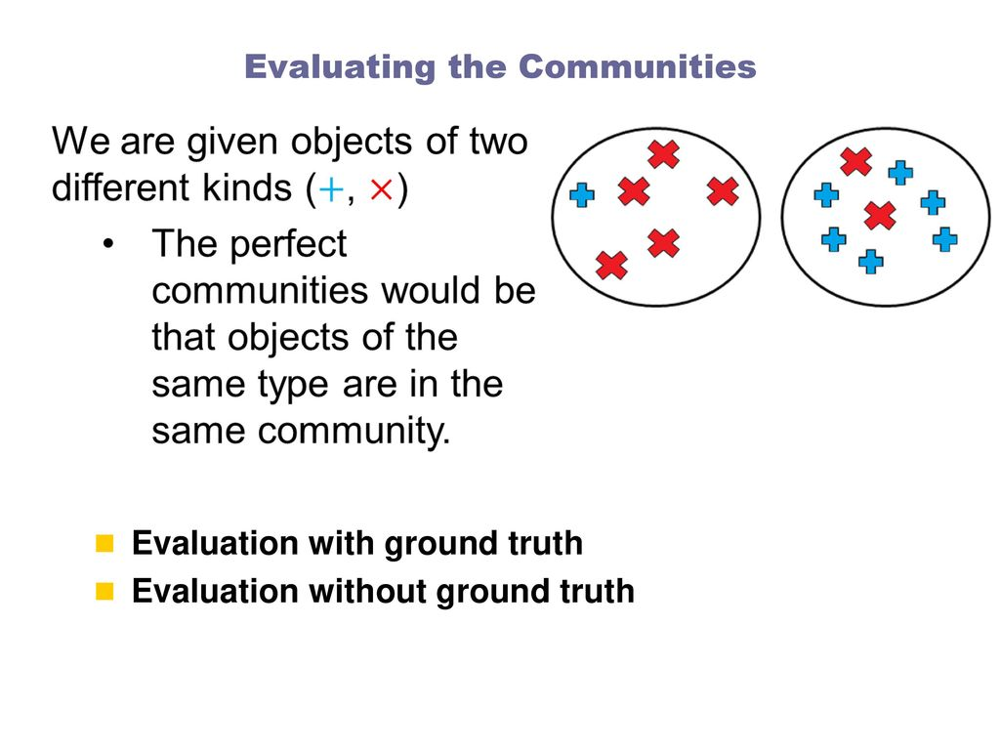 Evaluating the Communities
We are given objects of two
different kinds (+, ×)
• The perfect
communities would be
that objects of the
same type are in the
same community.
Evaluation with ground truth
Evaluation without ground truth